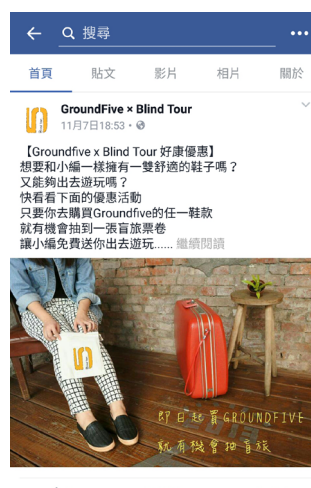 搜尋
首頁 貼文 影片 相片 關於
GroundFive × Blind Tour
11月7日18:53
【Groundfive x Blind Tour 好康優惠】
想要和小編一樣擁有一雙舒適的鞋子嗎？
又能夠出去遊玩嗎？
快看看下面的優惠活動
只要你去購買Groundfive的任一鞋款
就有機會抽到一張盲旅票卷
讓小編免費送你出去遊玩...... 繼續閱讀
即日起買GROUNDFIVE
就有機會抽盲旅